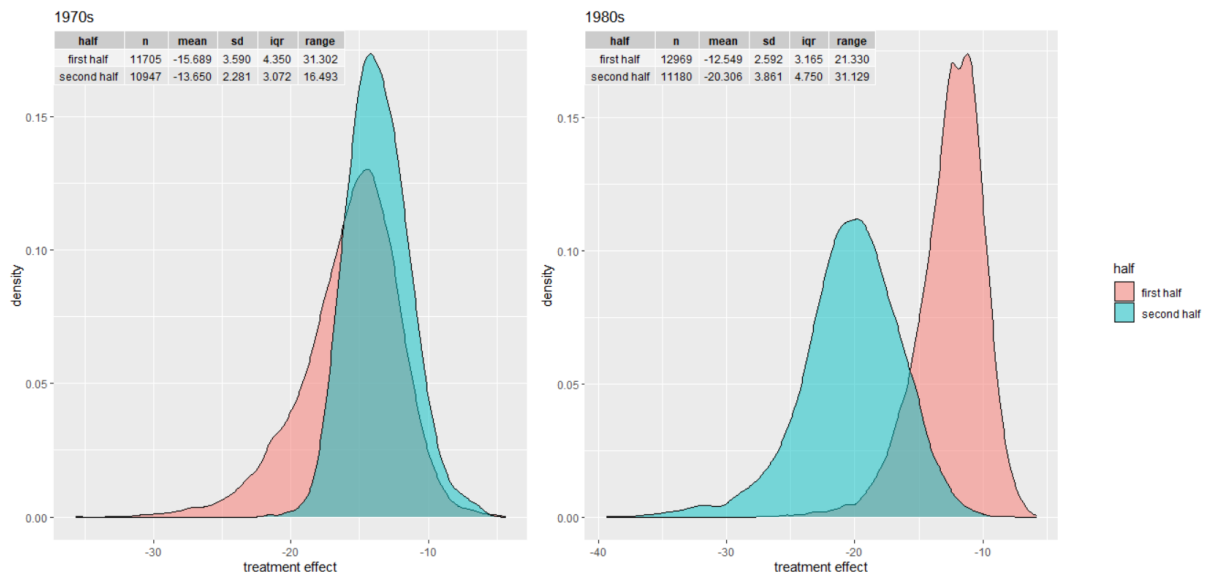 1970s
half n mean sd iqr range
first half 11705 -15.689 3.590 4.350 31.302
second half 10947 -13.650 2.281 3.072 16.493
0.15
0.10
0.05
0.00
density
-30 -20 -10
treatment effect
1980s
half n mean sd iqr range
first half 12969 -12.549 2.592 3.165 21.330
second half 11180 -20.306 3.861 4.750 31.129
0.15
0.10
0.05
0.00
density
-40 -30 -20 -10
treatment effect
half
first half
second half